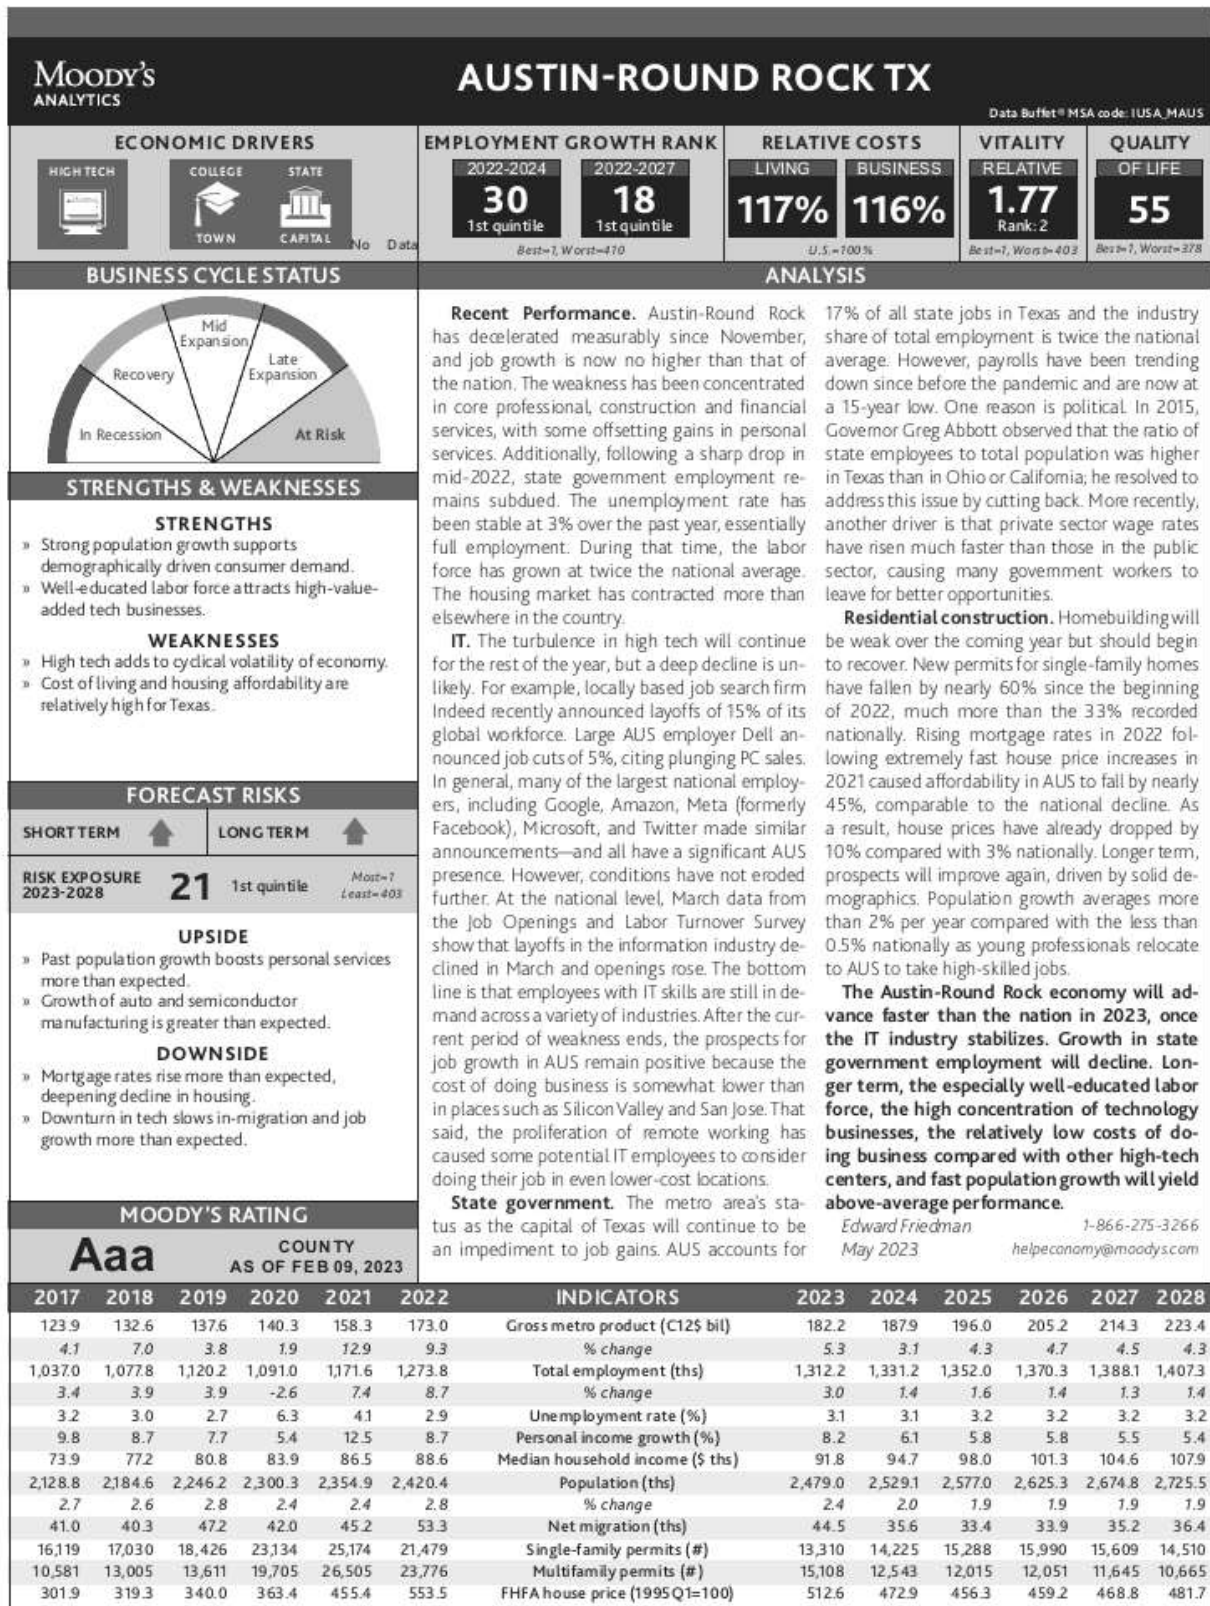 MOODY'S
ANALYTICS
AUSTIN-ROUND ROCK TX
Data Buffet® MSA code: IUSA_MAUS
ECONOMIC DRIVERS
HIGH TECH
COLLEGE
TOWN
STATE
CAPITAL
No Data
EMPLOYMENT GROWTH RANK
2022-2024
30
1st quintile
2022-2027
18
1st quintile
Best=1, Worst=410
RELATIVE COSTS
LIVING
117%
BUSINESS
116%
U.S.=100%
VITALITY
RELATIVE
1.77
Rank: 2
Best=1, Worst=403
QUALITY
OF LIFE
55
Best=1, Worst=378
BUSINESS CYCLE STATUS
In Recession
Recovery
Mid
Expansion
Late
Expansion
At Risk
STRENGTHS & WEAKNESSES
STRENGTHS
» Strong population growth supports
demographically driven consumer demand.
» Well-educated labor force attracts high-value-
added tech businesses.
WEAKNESSES
» High tech adds to cyclical volatility of economy.
» Cost of living and housing affordability are
relatively high for Texas.
FORECAST RISKS
SHORT TERM
LONG TERM
RISK EXPOSURE
2023-2028
21
1st quintile
Most=1
Least=403
UPSIDE
» Past population growth boosts personal services
more than expected.
» Growth of auto and semiconductor
manufacturing is greater than expected.
DOWNSIDE
» Mortgage rates rise more than expected,
deepening decline in housing.
» Downturn in tech slows in-migration and job
growth more than expected.
MOODY'S RATING
Aaa
COUNTY
AS OF FEB 09, 2023
ANALYSIS
Recent Performance. Austin-Round Rock
has decelerated measurably since November,
and job growth is now no higher than that of
the nation. The weakness has been concentrated
in core professional, construction and financial
services, with some offsetting gains in personal
services. Additionally, following a sharp drop in
mid-2022, state government employment re-
mains subdued. The unemployment rate has
been stable at 3% over the past year, essentially
full employment. During that time, the labor
force has grown at twice the national average.
The housing market has contracted more than
elsewhere in the country.
IT. The turbulence in high tech will continue
for the rest of the year, but a deep decline is un-
likely. For example, locally based job search firm
Indeed recently announced layoffs of 15% of its
global workforce. Large AUS employer Dell an-
nounced job cuts of 5%, citing plunging PC sales.
In general, many of the largest national employ-
ers, including Google, Amazon, Meta (formerly
Facebook), Microsoft, and Twitter made similar
announcements—and all have a significant AUS
presence. However, conditions have not eroded
further. At the national level, March data from
the Job Openings and Labor Turnover Survey
show that layoffs in the information industry de-
clined in March and openings rose. The bottom
line is that employees with IT skills are still in de-
mand across a variety of industries. After the cur-
rent period of weakness ends, the prospects for
job growth in AUS remain positive because the
cost of doing business is somewhat lower than
in places such as Silicon Valley and San Jose. That
said, the proliferation of remote working has
caused some potential IT employees to consider
doing their job in even lower-cost locations.
State government. The metro area's sta-
tus as the capital of Texas will continue to be
an impediment to job gains. AUS accounts for
17% of all state jobs in Texas and the industry
share of total employment is twice the national
average. However, payrolls have been trending
down since before the pandemic and are now at
a 15-year low. One reason is political. In 2015,
Governor Greg Abbott observed that the ratio of
state employees to total population was higher
in Texas than in Ohio or California; he resolved to
address this issue by cutting back. More recently,
another driver is that private sector wage rates
have risen much faster than those in the public
sector, causing many government workers to
leave for better opportunities.
Residential construction. Homebuilding will
be weak over the coming year but should begin
to recover. New permits for single-family homes
have fallen by nearly 60% since the beginning
of 2022, much more than the 33% recorded
nationally. Rising mortgage rates in 2022 fol-
lowing extremely fast house price increases in
2021 caused affordability in AUS to fall by nearly
45%, comparable to the national decline. As
a result, house prices have already dropped by
10% compared with 3% nationally. Longer term,
prospects will improve again, driven by solid de-
mographics. Population growth averages more
than 2% per year compared with the less than
0.5% nationally as young professionals relocate
to AUS to take high-skilled jobs.
The Austin-Round Rock economy will ad-
vance faster than the nation in 2023, once
the IT industry stabilizes. Growth in state
government employment will decline. Lon-
ger term, the especially well-educated labor
force, the high concentration of technology
businesses, the relatively low costs of do-
ing business compared with other high-tech
centers, and fast population growth will yield
above-average performance.
Edward Friedman 1-866-275-3266
May 2023 helpeconomy@moodys.com
2017 2018 2019 2020 2021 2022 INDICATORS 2023 2024 2025 2026 2027 2028
123.9 132.6 137.6 140.3 158.3 173.0 Gross metro product (C12$ bil) 182.2 187.9 196.0 205.2 214.3 223.4
4.1 7.0 3.8 1.9 12.9 9.3 % change 5.3 3.1 4.3 4.7 4.5 4.3
1,037.0 1,077.8 1,120.2 1,091.0 1,171.6 1,273.8 Total employment (ths) 1,312.2 1,331.2 1,352.0 1,370.3 1,388.1 1,407.3
3.4 3.9 3.9 -2.6 7.4 8.7 % change 3.0 1.4 1.6 1.4 1.3 1.4
3.2 3.0 2.7 6.3 4.1 2.9 Unemployment rate (%) 3.1 3.1 3.2 3.2 3.2 3.2
9.8 8.7 7.7 5.4 12.5 8.7 Personal income growth (%) 8.2 6.1 5.8 5.8 5.5 5.4
73.9 77.2 80.8 83.9 86.5 88.6 Median household income ($ ths) 91.8 94.7 98.0 101.3 104.6 107.9
2,128.8 2,184.6 2,246.2 2,300.3 2,354.9 2,420.4 Population (ths) 2,479.0 2,529.1 2,577.0 2,625.3 2,674.8 2,725.5
2.7 2.6 2.8 2.4 2.4 2.8 % change 2.4 2.0 1.9 1.9 1.9 1.9
41.0 40.3 47.2 42.0 45.2 53.3 Net migration (ths) 44.5 35.6 33.4 33.9 35.2 36.4
16,119 17,030 18,426 23,134 25,174 21,479 Single-family permits (#) 13,310 14,225 15,288 15,990 15,609 14,510
10,581 13,005 13,611 19,705 26,505 23,776 Multifamily permits (#) 15,108 12,543 12,015 12,051 11,645 10,665
301.9 319.3 340.0 363.4 455.4 553.5 FHFA house price (1995Q1=100) 512.6 472.9 456.3 459.2 468.8 481.7